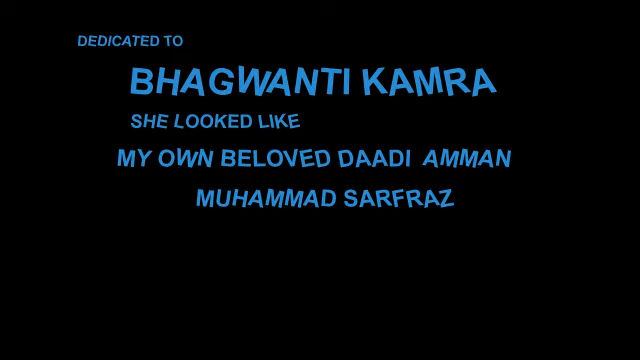 DEDICATED TO
BHAGWANTI KAMRA
SHE LOOKED LIKE
MY OWN BELOVED DAADI AMMAN
MUHAMMAD SARFRAZ